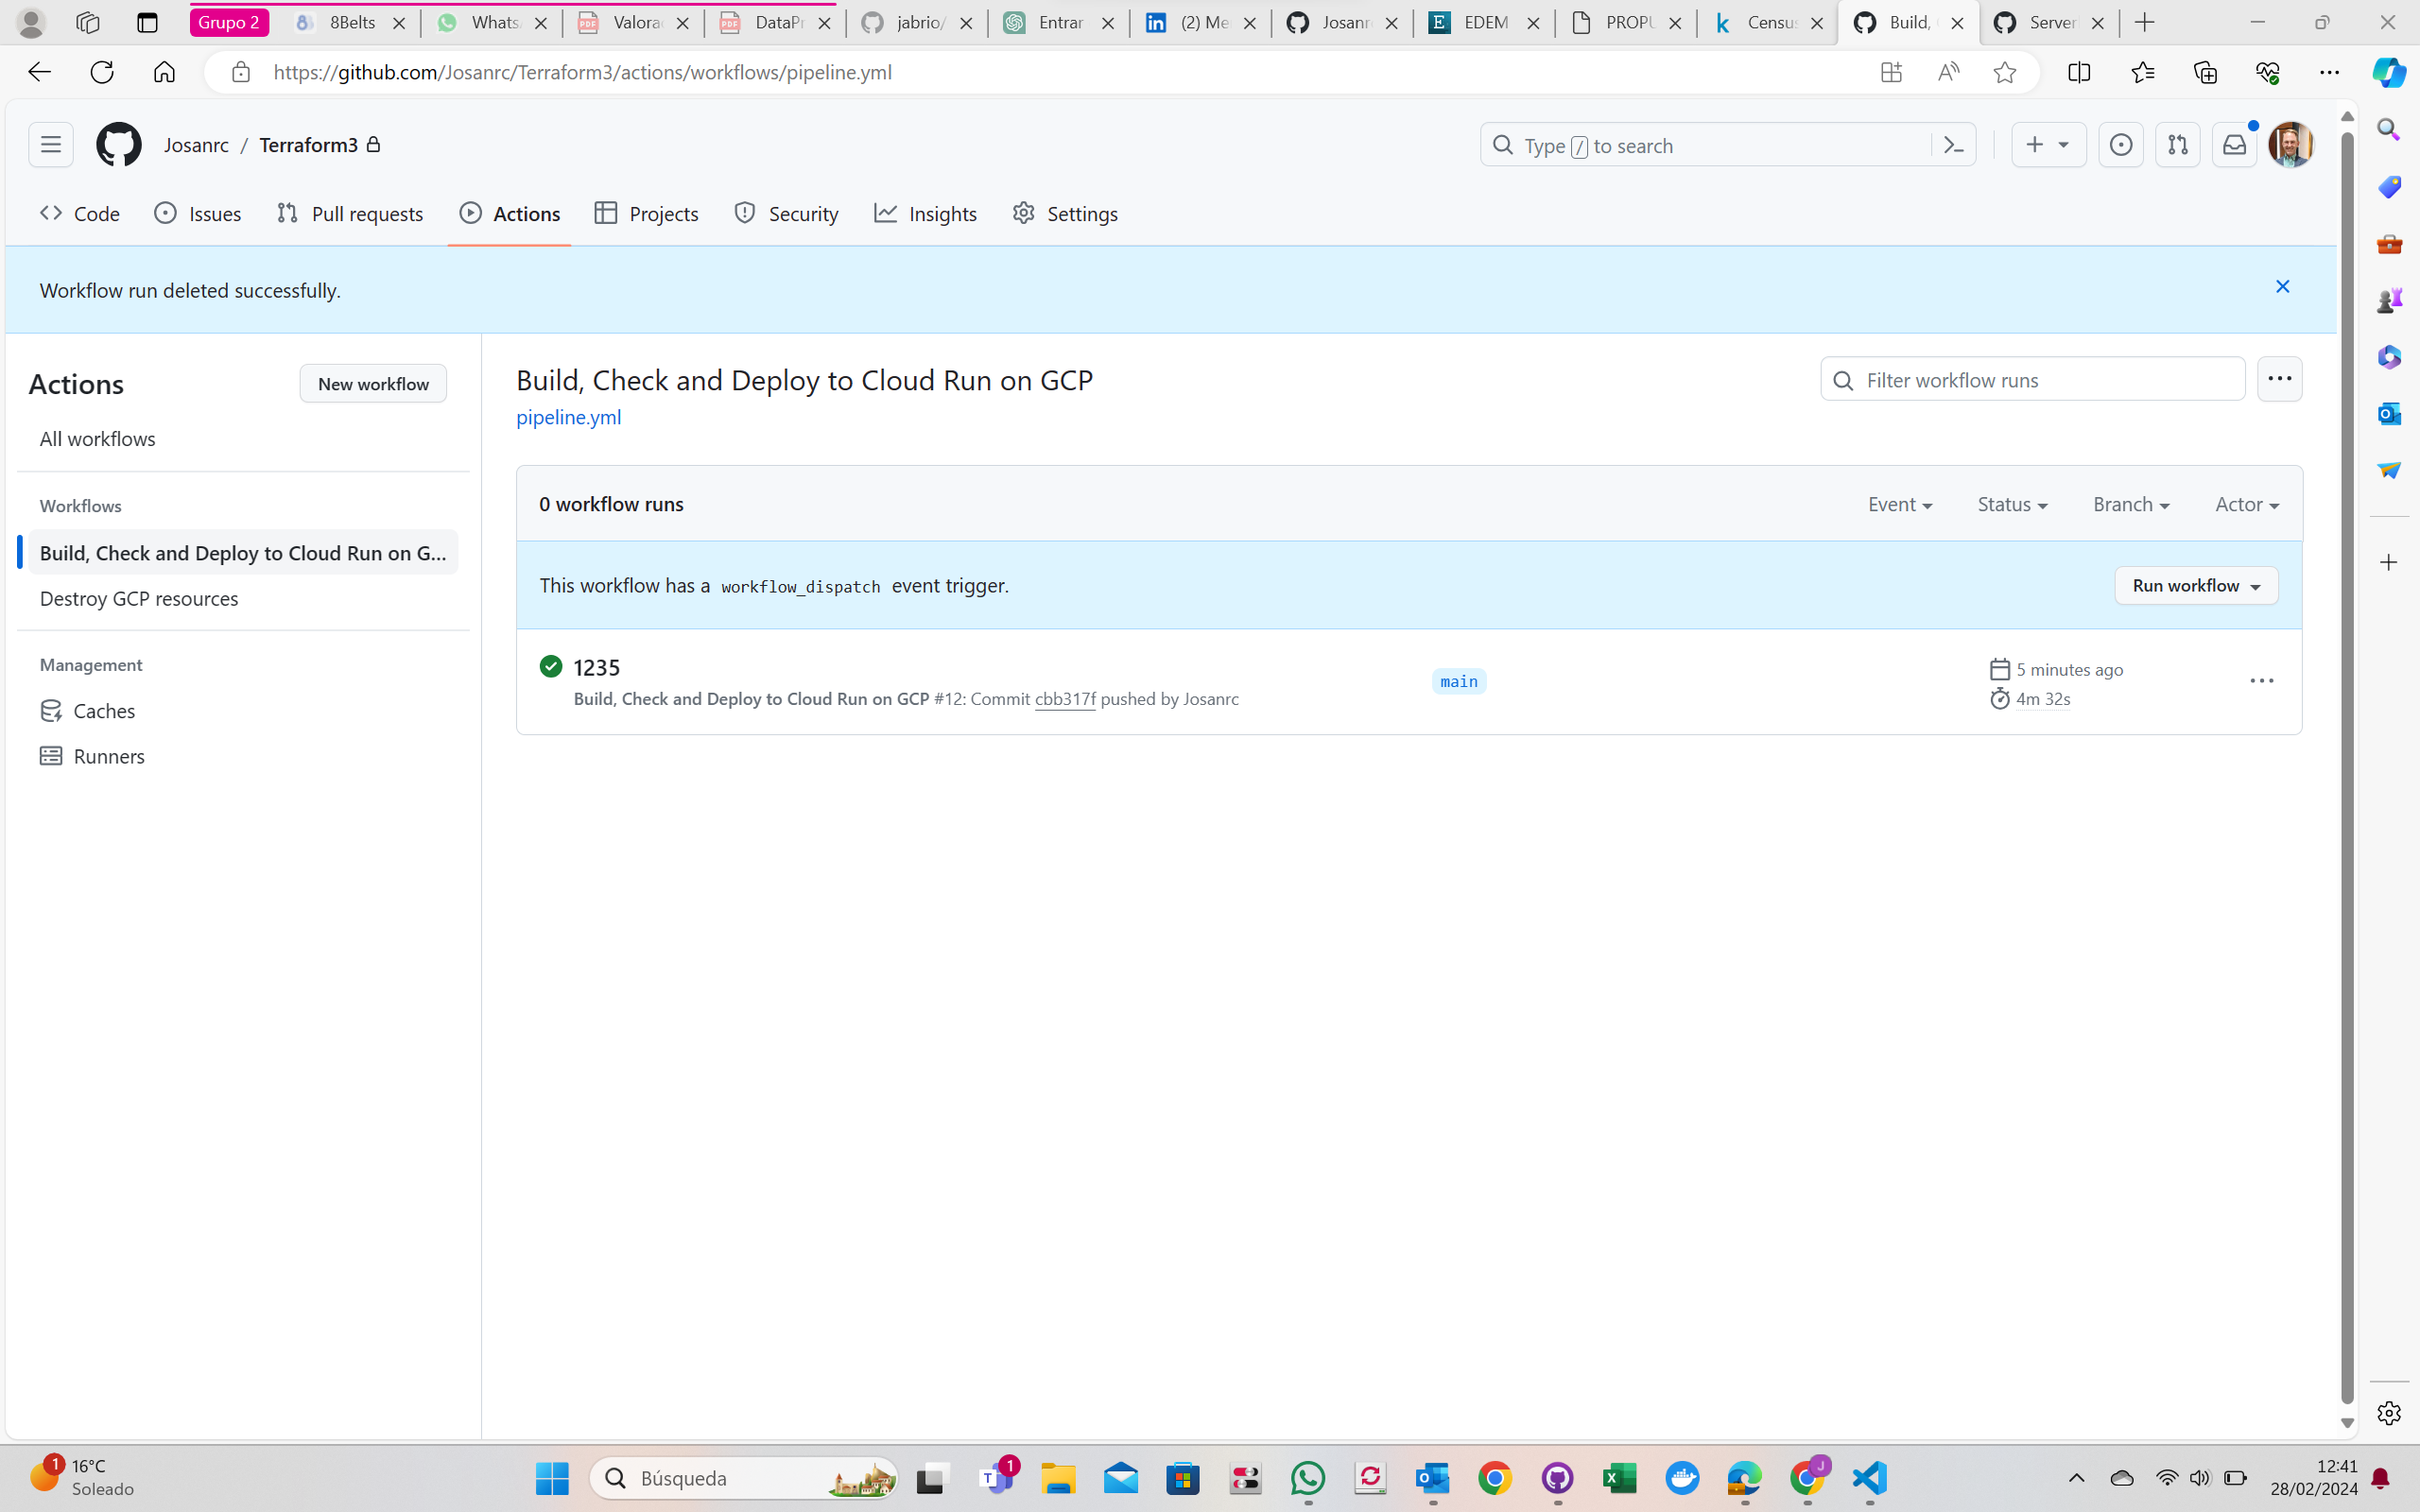 Grupo 2
8Belts
Whats
Valora
DataPr
jabrio/
Entrar
(2) Me
Josanr
EDEM
PROPU
Census
Build,
Server
https://github.com/Josanrc/Terraform3/actions/workflows/pipeline.yml
Josanrc / Terraform3
Type / to search
Code
Issues
Pull requests
Actions
Projects
Security
Insights
Settings
Workflow run deleted successfully.
Actions
New workflow
All workflows
Workflows
Build, Check and Deploy to Cloud Run on G...
Destroy GCP resources
Management
Caches
Runners
Build, Check and Deploy to Cloud Run on GCP
pipeline.yml
Filter workflow runs
0 workflow runs
Event
Status
Branch
Actor
This workflow has a workflow_dispatch event trigger.
Run workflow
1235
Build, Check and Deploy to Cloud Run on GCP #12: Commit cbb317f pushed by Josanrc
main
5 minutes ago
4m 32s
1
16°C
Soleado
Búsqueda
1
J
12:41
28/02/2024